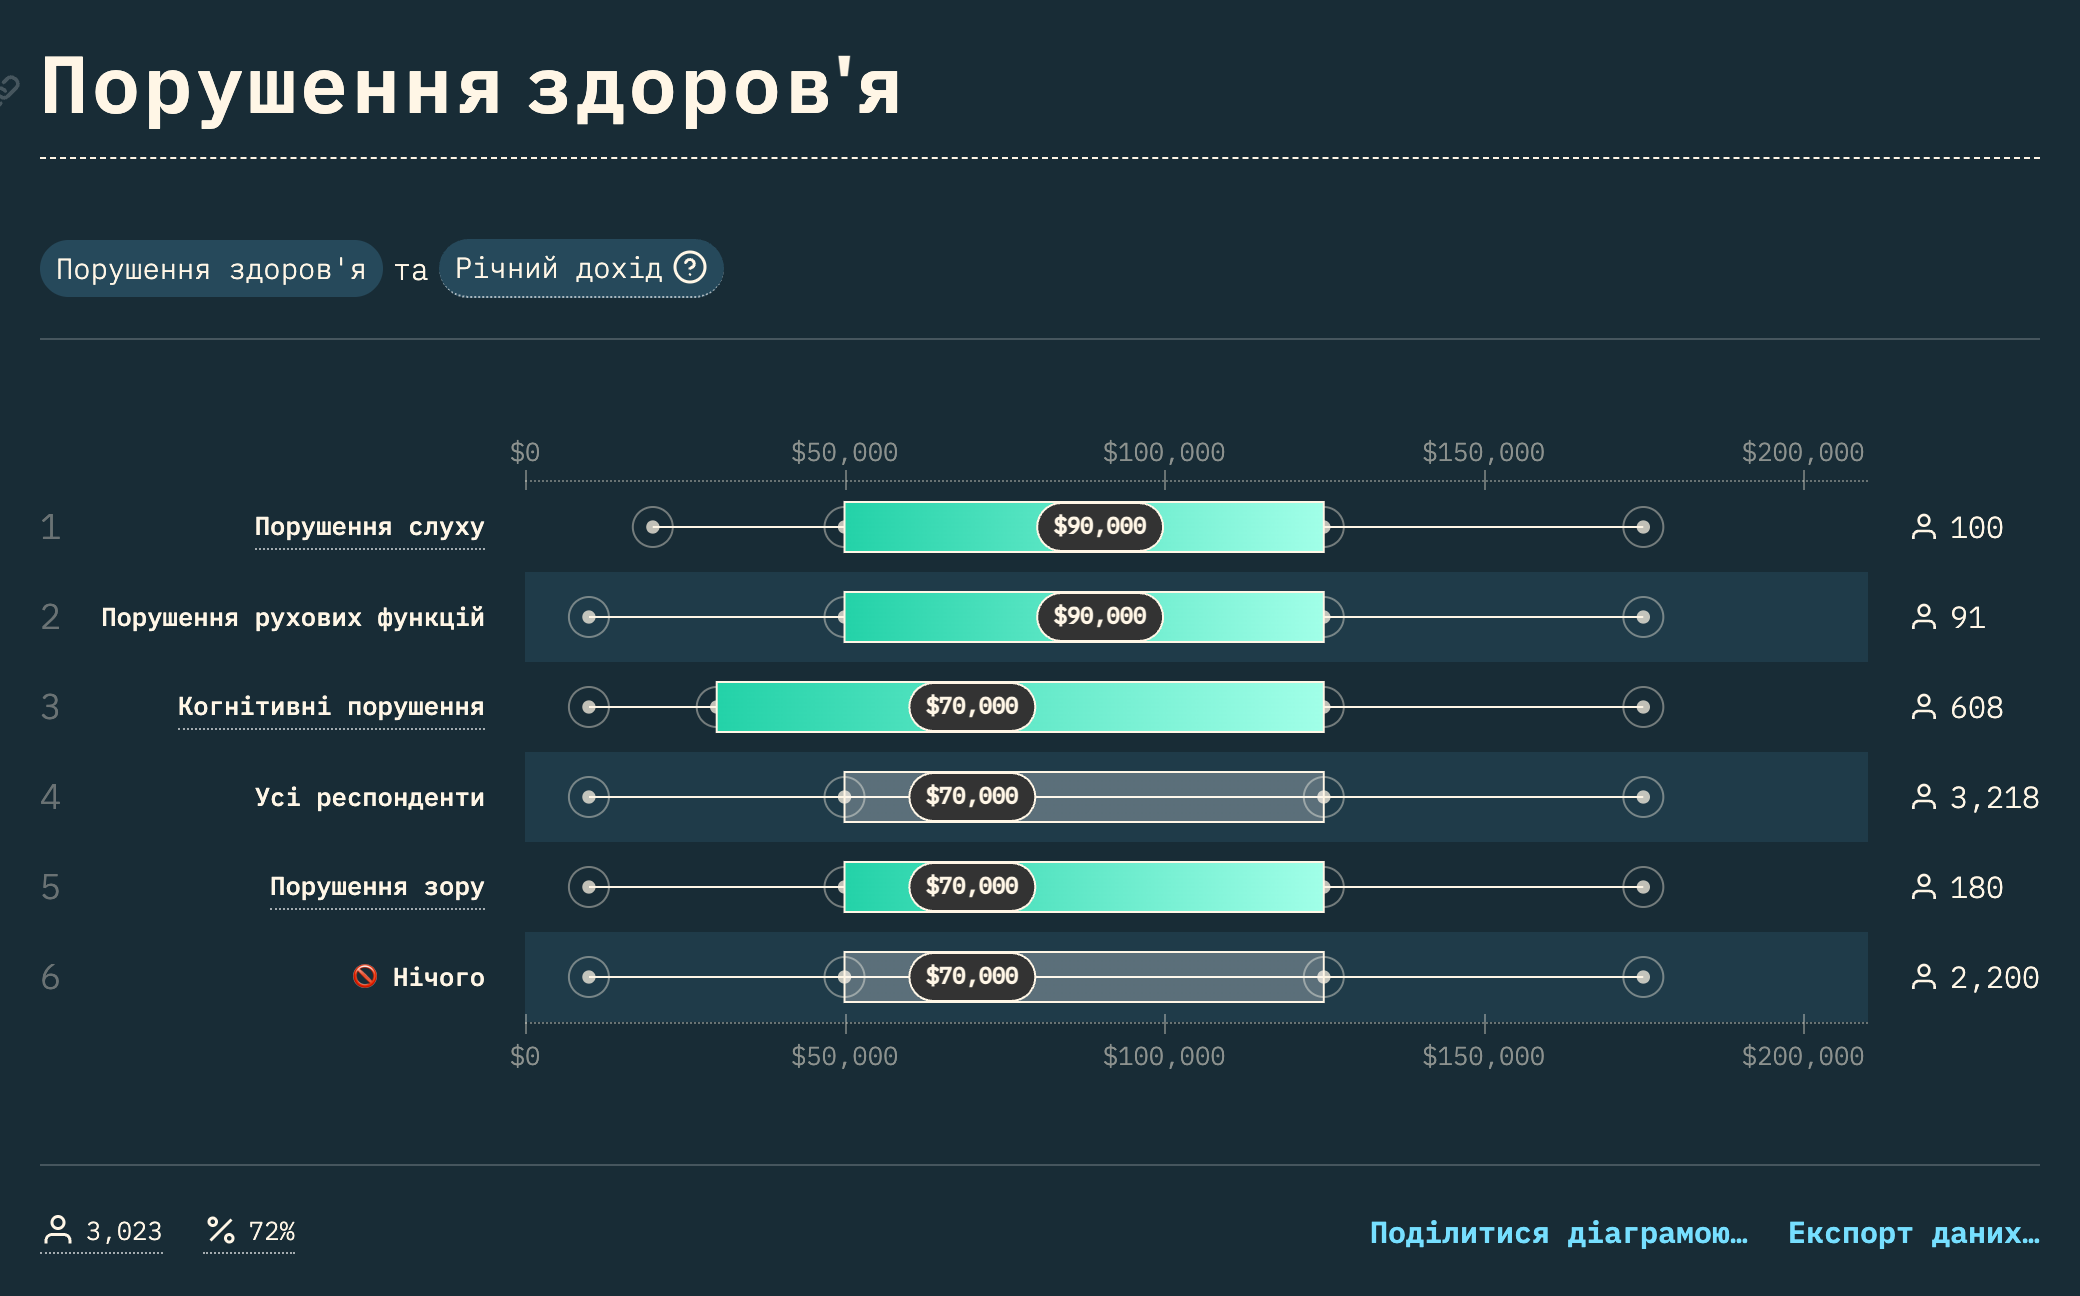 Порушення здоров'я
Порушення здоров'я та Річний дохід ?
$0 $50,000 $100,000 $150,000 $200,000
1 Порушення слуху $90,000 100
2 Порушення рухових функцій $90,000 91
3 Когнітивні порушення $70,000 608
4 Усі респонденти $70,000 3,218
5 Порушення зору $70,000 180
6 🚫 Нічого $70,000 2,200
$0 $50,000 $100,000 $150,000 $200,000
3,023 % 72% Поділитися діаграмою… Експорт даних…